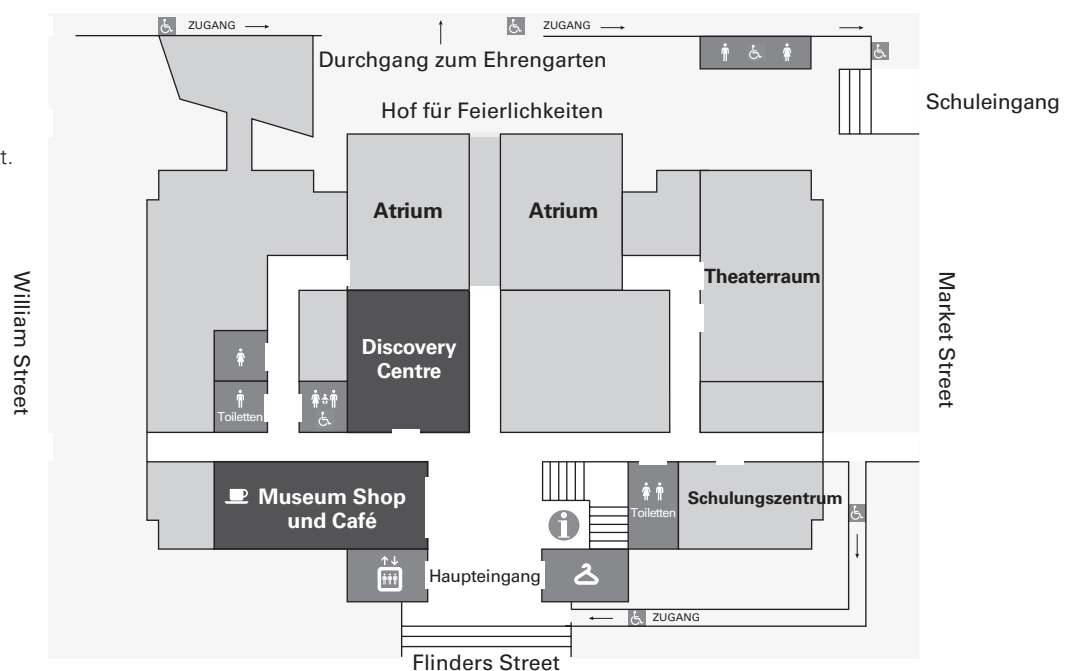 ZUGANG
ZUGANG
Durchgang zum Ehrengarten
Schuleingang
Hof für Feierlichkeiten
t.
Atrium
Atrium
Theaterraum
William Street
Market Street
Discovery
Centre
Toiletten
Museum Shop
und Café
Schulungszentrum
Toiletten
i
Haupteingang
ZUGANG
Flinders Street